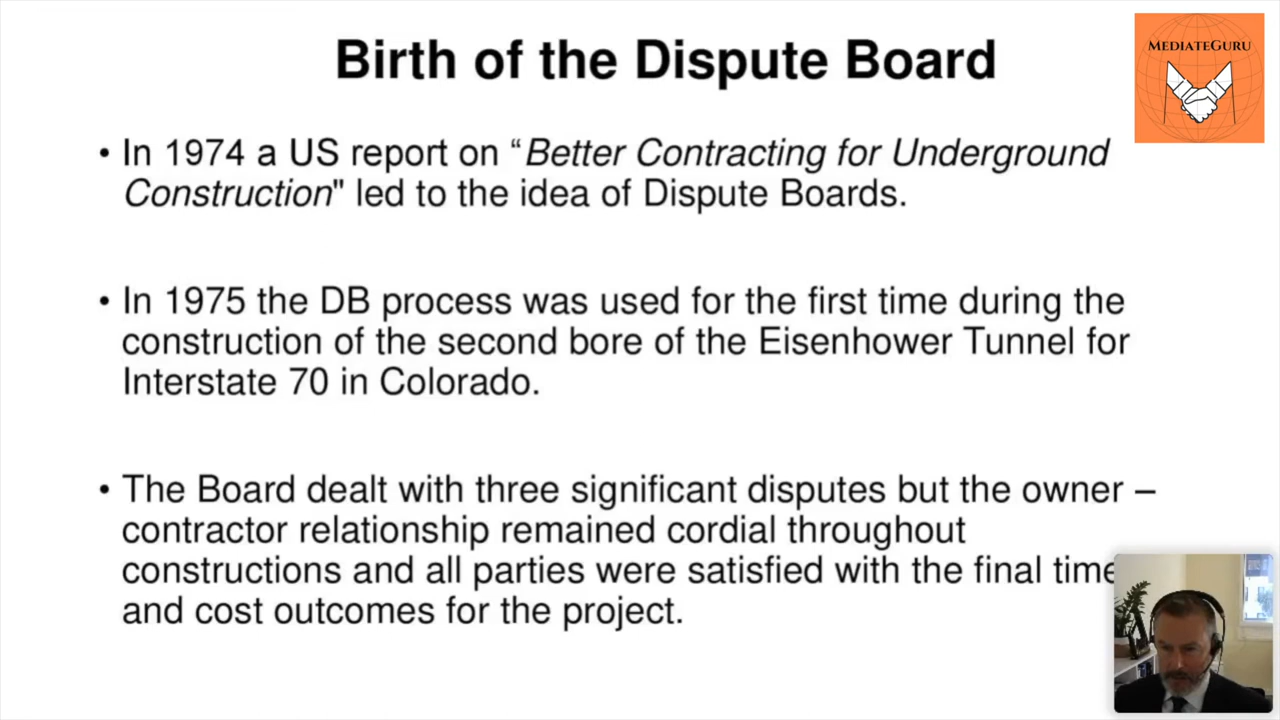 Birth of the Dispute Board
MEDIATEGURU
• In 1974 a US report on “Better Contracting for Underground
Construction" led to the idea of Dispute Boards.
• In 1975 the DB process was used for the first time during the
construction of the second bore of the Eisenhower Tunnel for
Interstate 70 in Colorado.
• The Board dealt with three significant disputes but the owner –
contractor relationship remained cordial throughout
constructions and all parties were satisfied with the final time
and cost outcomes for the project.